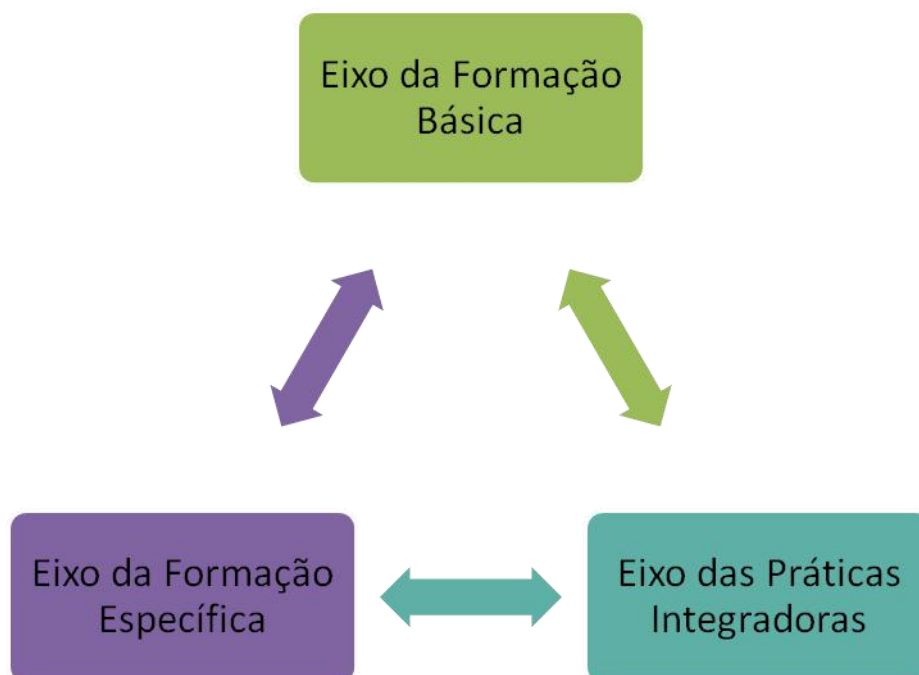 Eixo da Formação
Básica
Eixo da Formação
Específica
Eixo das Práticas
Integradoras